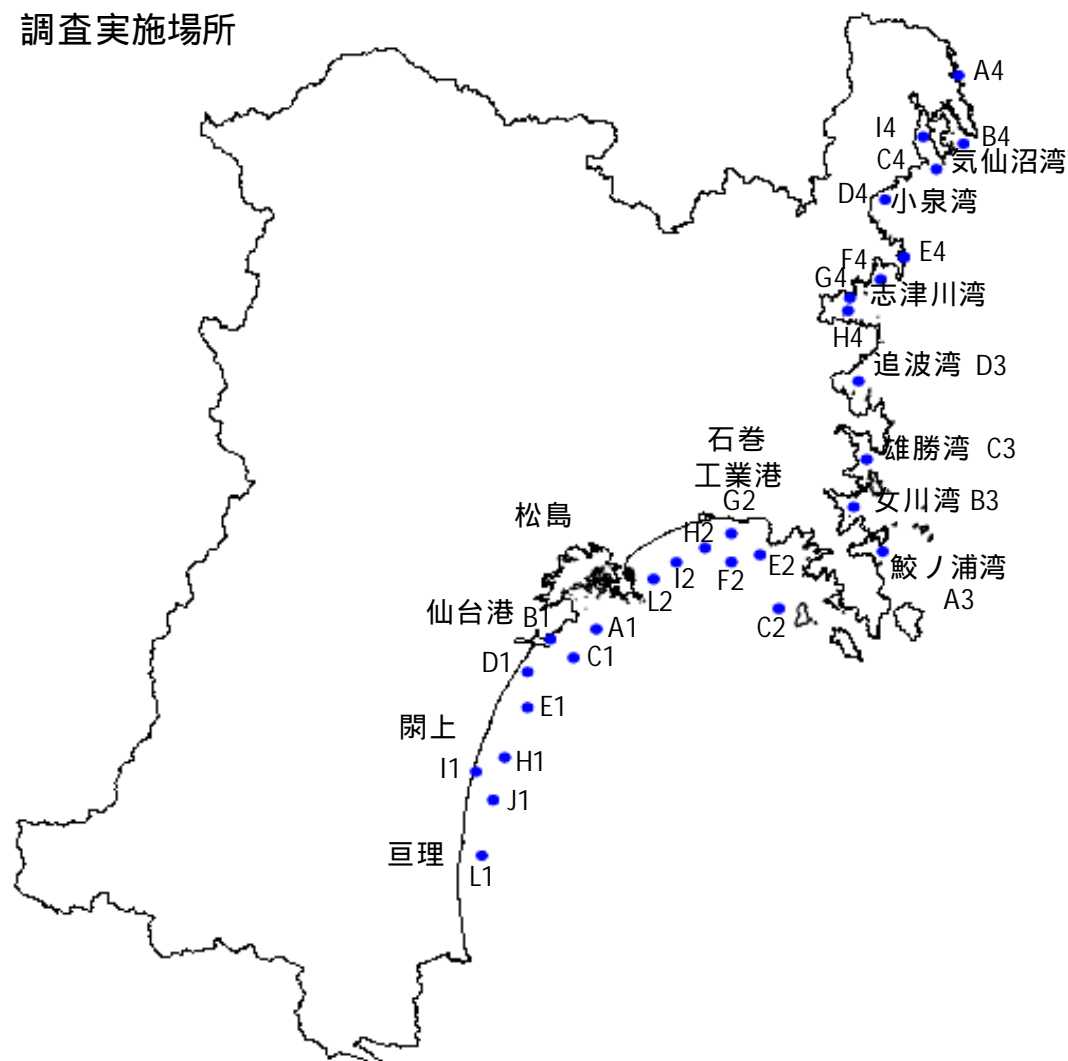 調査実施場所
A4
I4
B4
C4
気仙沼湾
D4
小泉湾
E4
F4
G4
志津川湾
H4
追波湾 D3
雄勝湾 C3
石巻
工業港
G2
女川湾 B3
松島
H2
E2
I2
F2
鮫ノ浦湾
A3
L2
C2
仙台港
B1
A1
D1
C1
E1
閖上
I1
H1
J1
亘理
L1